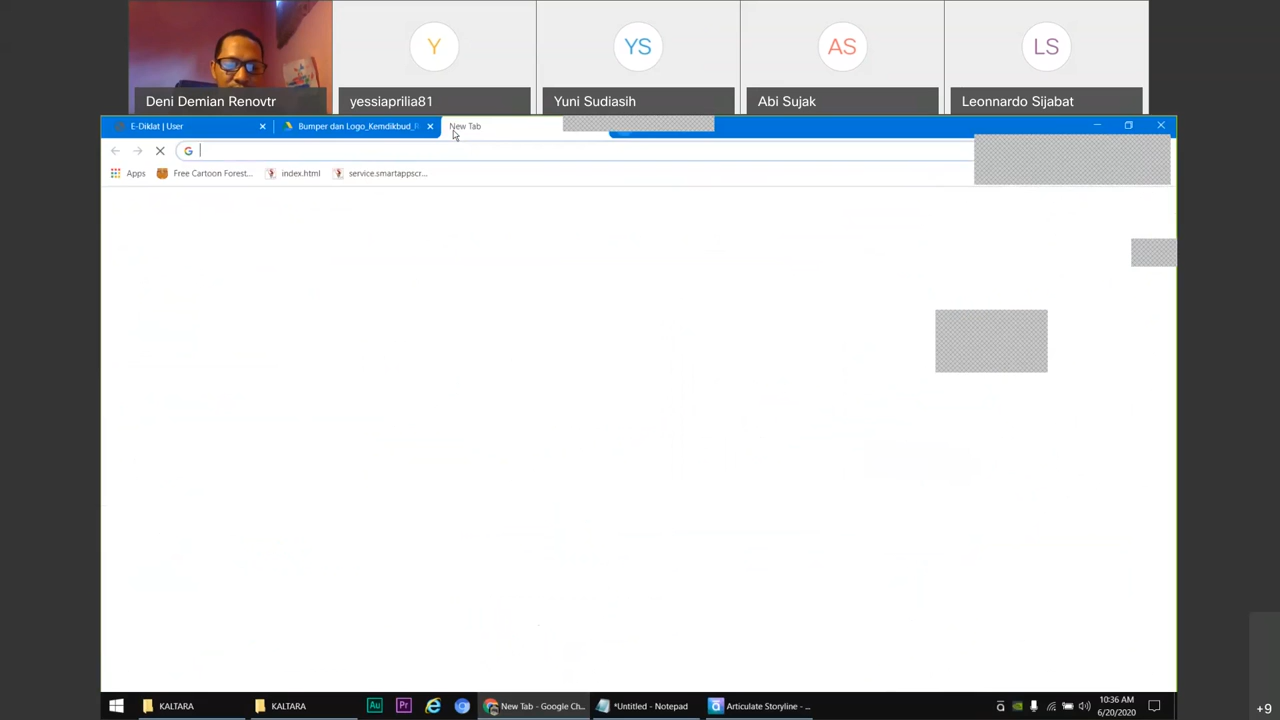 Y
YS
AS
LS
Deni Demian Renovtr
yessiaprilia81
Yuni Sudiasih
Abi Sujak
Leonnardo Sijabat
E-Diklat | User
Bumper dan Logo_Kemdikbud_
New Tab
Apps
Free Cartoon Forest...
index.html
service.smartappscr...
KALTARA
KALTARA
Au
Pr
New Tab - Google Ch...
*Untitled - Notepad
Articulate Storyline - ...
10:36 AM
6/20/2020
+9